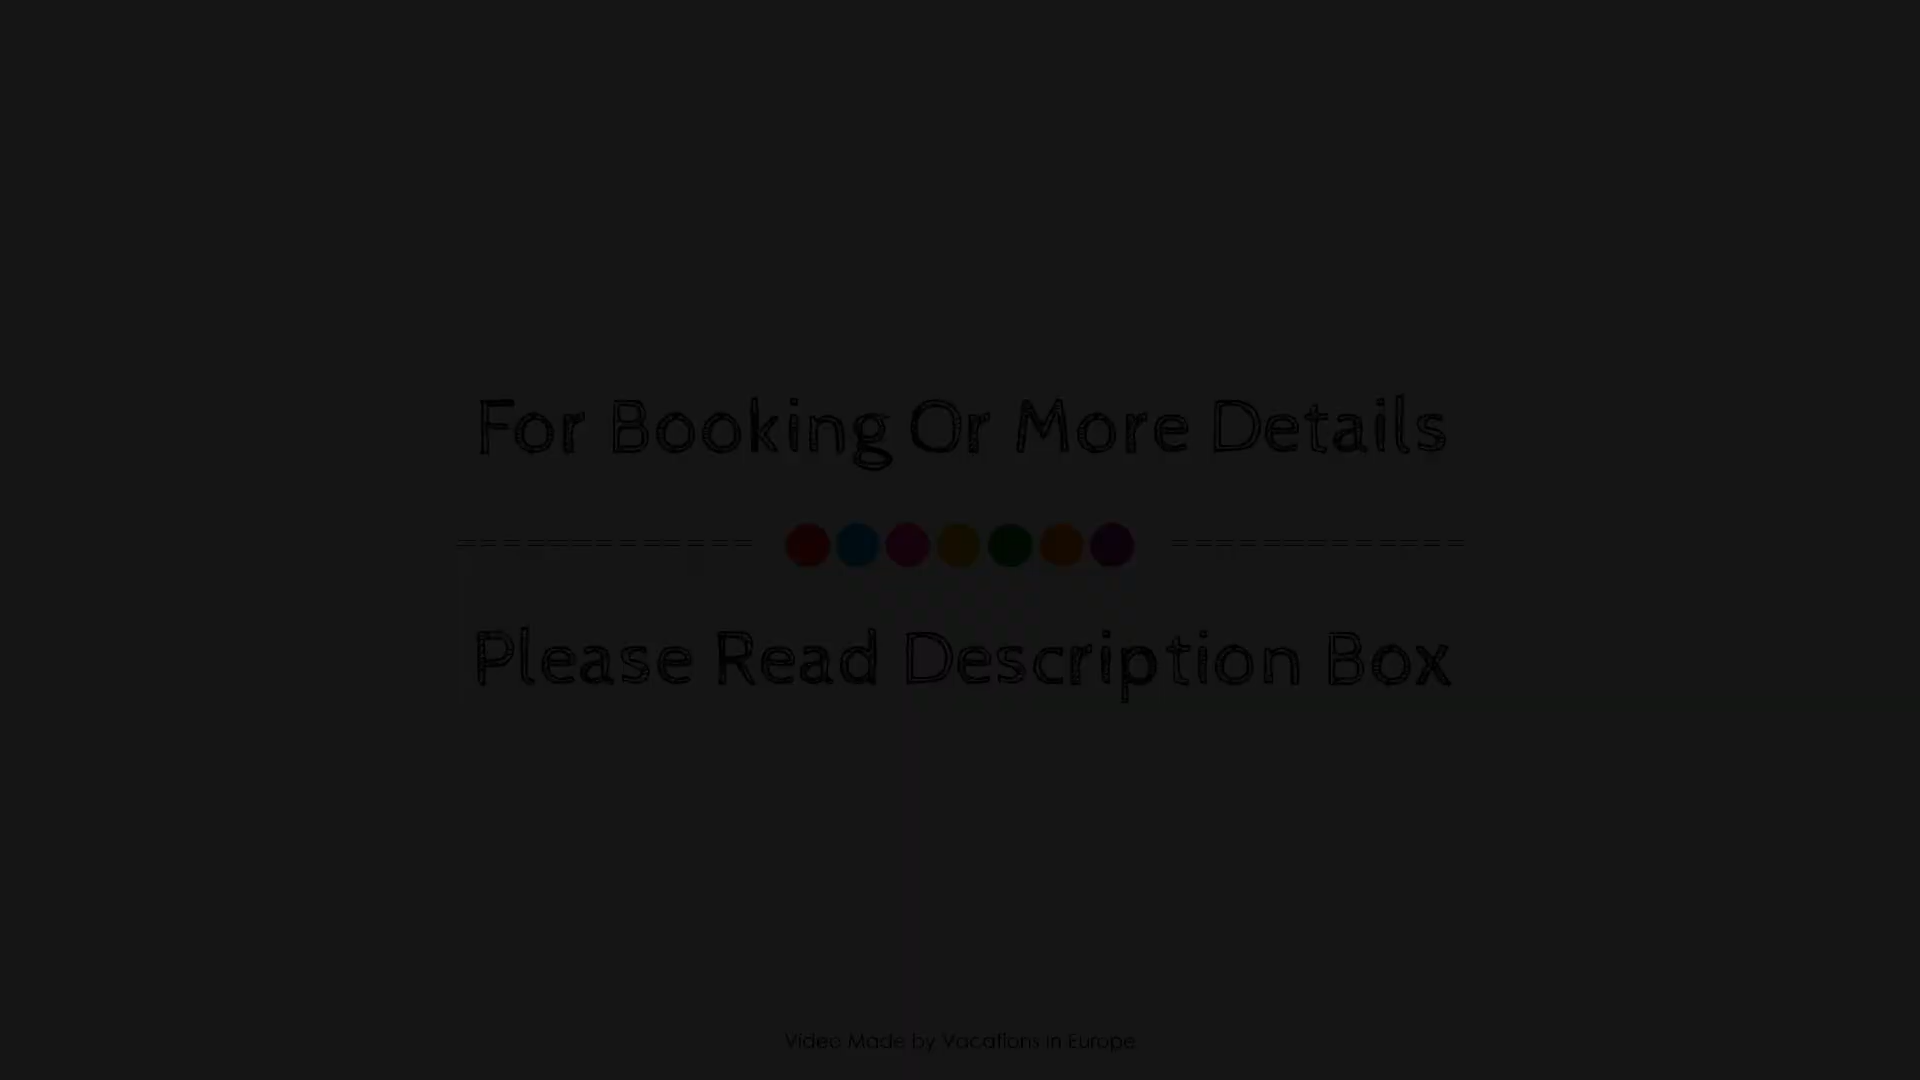 For Booking Or More Details
Please Read Description Box
Video Made by Vacations in Europe